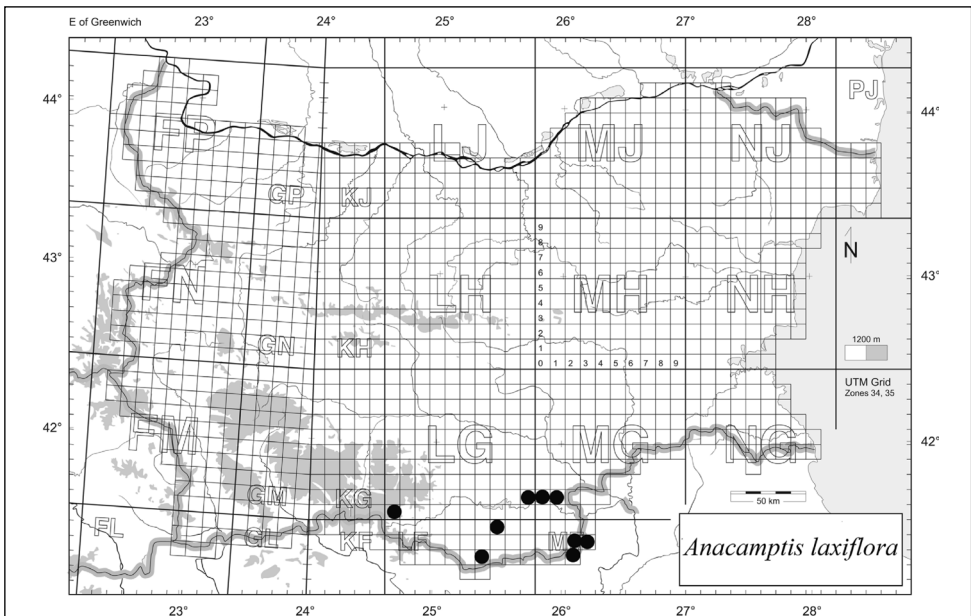 E of Greenwich 23° 24° 25° 26° 27° 28°
44° 44°
PJ
FP LJ MJ NJ
GP KJ
9
8
7
43° N 43°
FN 6 LH MH NH
5
4
3
2
GN KH 1
0 1 2 3 4 5 6 7 8 9
1200 m
UTM Grid
Zones 34, 35
42° FM LG MG NG 42°
GM KG
50 km
FL GL KF LF
Anacamptis laxiflora
41° 41°
23° 24° 25° 26° 27° 28°